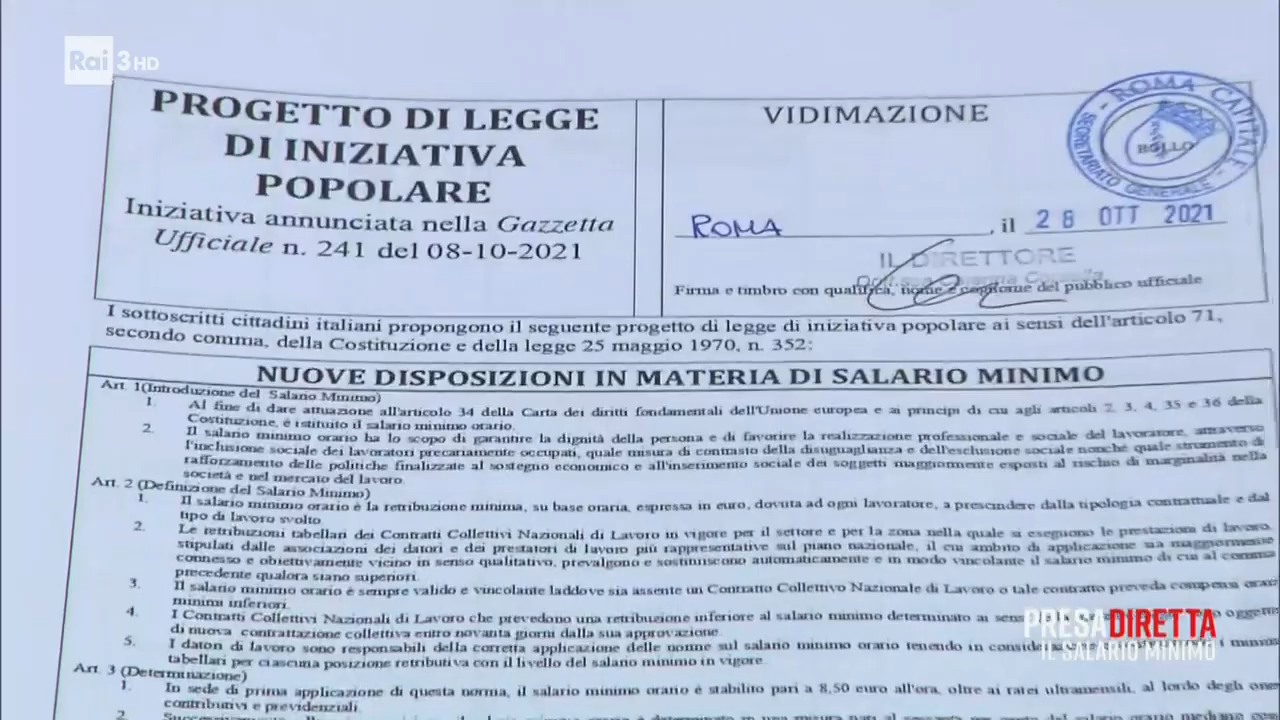 Rai 3HD
PROGETTO DI LEGGE
DI INIZIATIVA
POPOLARE
Iniziativa annunciata nella Gazzetta
Ufficiale n. 241 del 08-10-2021
VIDIMAZIONE
ROMA CAPITALE
SEGRETARIATO GENERALE
BOLLO
ROMA, il 28 OTT 2021
IL DIRETTORE
Firma e timbro con qualifica, nome e cognome del pubblico ufficiale
I sottoscritti cittadini italiani propongono il seguente progetto di legge di iniziativa popolare ai sensi dell'articolo 71,
secondo comma, della Costituzione e della legge 25 maggio 1970, n. 352:
NUOVE DISPOSIZIONI IN MATERIA DI SALARIO MINIMO
Art. 1(Introduzione del Salario Minimo)
1. Al fine di dare attuazione all'articolo 34 della Carta dei diritti fondamentali dell'Unione europea e ai principi di cui agli articoli 2, 3, 4, 35 e 36 della
Costituzione, è istituito il salario minimo orario.
2. Il salario minimo orario ha lo scopo di garantire la dignità della persona e di favorire la realizzazione professionale e sociale del lavoratore, attraverso
l'inclusione sociale dei lavoratori precariamente occupati, quale misura di contrasto della disuguaglianza e dell'esclusione sociale nonché quale strumento di
rafforzamento delle politiche finalizzate al sostegno economico e all'inserimento sociale dei soggetti maggiormente esposti al rischio di marginalità nella
società e nel mercato del lavoro.
Art. 2 (Definizione del Salario Minimo)
1. Il salario minimo orario è la retribuzione minima, su base oraria, espressa in euro, dovuta ad ogni lavoratore, a prescindere dalla tipologia contrattuale e dal
tipo di lavoro svolto.
2. Le retribuzioni tabellari dei Contratti Collettivi Nazionali di Lavoro in vigore per il settore e per la zona nella quale si eseguono le prestazioni di lavoro,
stipulati dalle associazioni dei datori e dei prestatori di lavoro più rappresentative sul piano nazionale, il cui ambito di applicazione sia maggiormente
connesso e obiettivamente vicino in senso qualitativo, prevalgono e sostituiscono automaticamente e in modo vincolante il salario minimo di cui al comma
precedente qualora siano superiori.
3. Il salario minimo orario è sempre valido e vincolante laddove sia assente un Contratto Collettivo Nazionale di Lavoro o tale contratto preveda compensi orari
minimi inferiori.
4. I Contratti Collettivi Nazionali di Lavoro che prevedono una retribuzione inferiore al salario minimo determinato ai sensi
di nuova contrattazione collettiva entro novanta giorni dalla sua approvazione.
5. I datori di lavoro sono responsabili della corretta applicazione delle norme sul salario minimo orario tenendo in
tabellari per ciascuna posizione retributiva con il livello del salario minimo in vigore.
Art. 3 (Determinazione)
1. In sede di prima applicazione di questa norma, il salario minimo orario è stabilito pari a 8,50 euro all'ora, oltre ai ratei ultramensili, al lordo degli
contributivi e previdenziali.
2.
PRESADIRETTA
IL SALARIO MINIMO